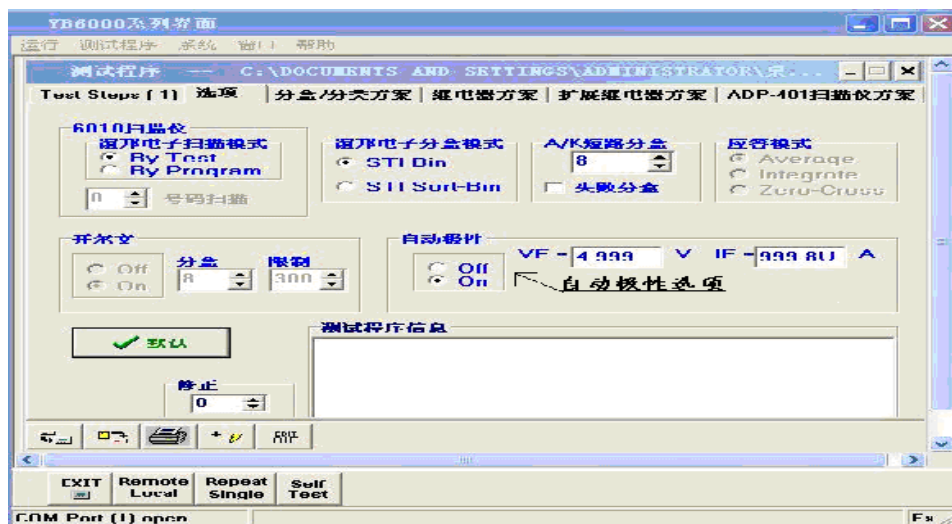 YB6000系列界面
运行 测试程序 系统 窗口 帮助
测试程序 -- C:\DOCUMENTS AND SETTINGS\ADMINISTRATOR\桌...
Test Steps (1) 选项 分盒/分类方案 继电器方案 扩展继电器方案 ADP-401扫描仪方案
6010扫描仪
电子扫描模式
By Test
By Program
0 号码扫描
电子分盒模式
STI Bin
STI Sort-Bin
A/K短路分盒
8
失败分盒
应答模式
Average
Integrate
Zero-Cross
开尔文
Off
On
分盒
8
限制
300
自动极性
Off
On
VF = 4.999 V IF = 999.8U A
自动极性选项
默认
测试程序信息
修正
0
EXIT
Remote Local
Repeat Single
Self Test
COM Port (1) open
Ex